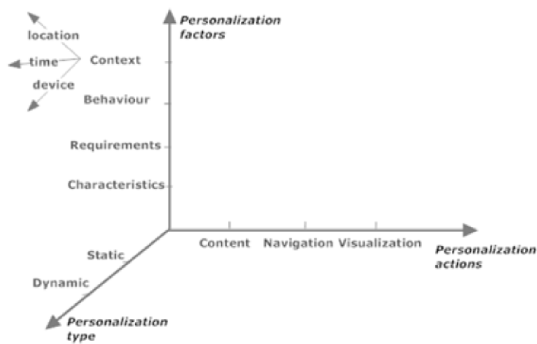 Personalization
factors
location
time
Context
device
Behaviour
Requirements
Characteristics
Content
Navigation
Visualization
Personalization
actions
Static
Dynamic
Personalization
type